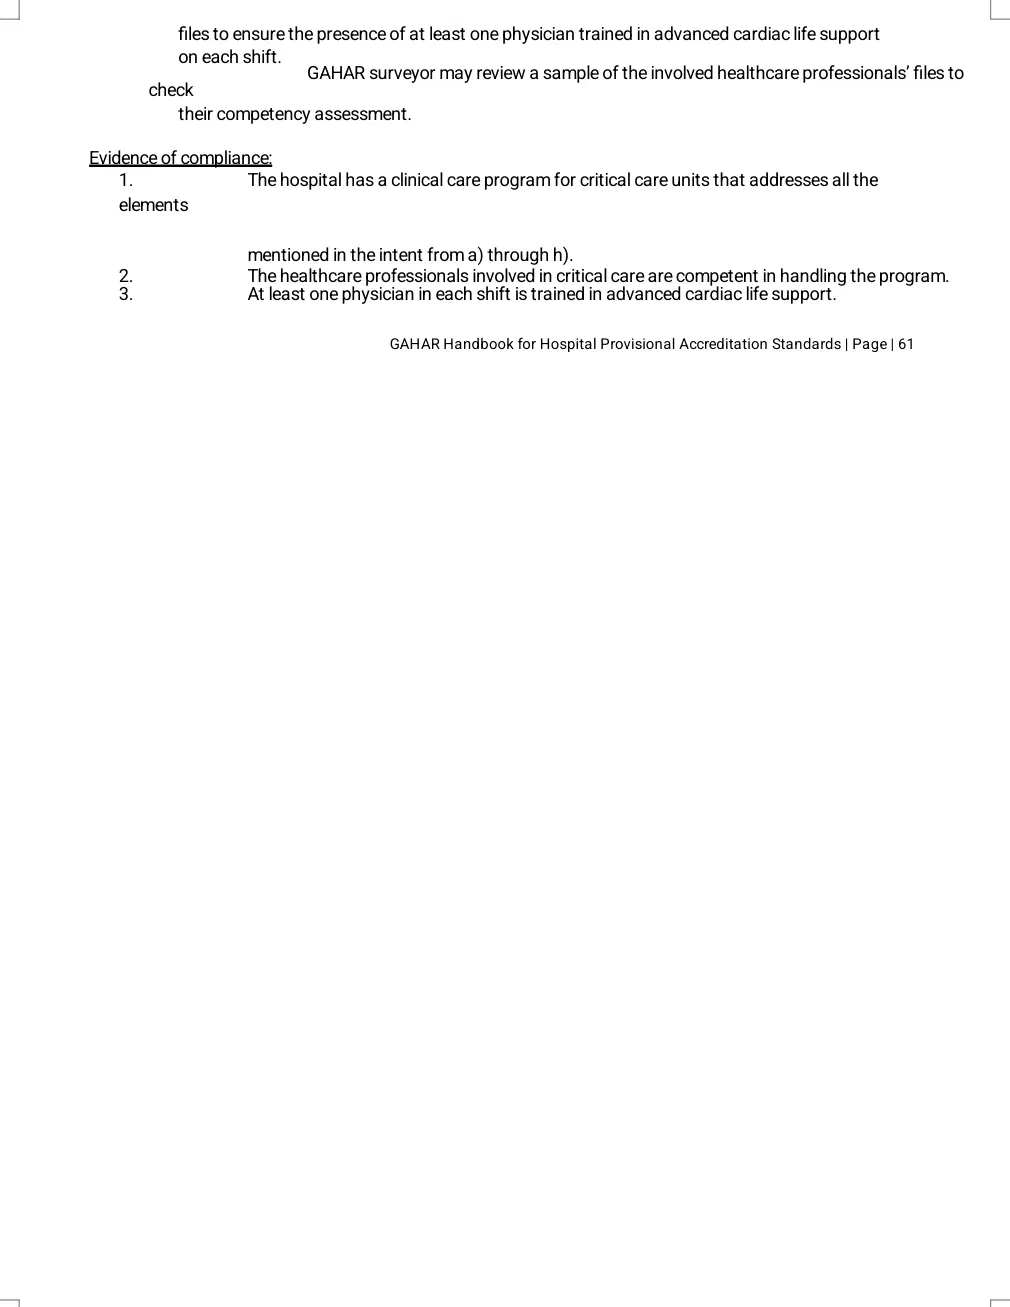 files to ensure the presence of at least one physician trained in advanced cardiac life support
on each shift.
GAHAR surveyor may review a sample of the involved healthcare professionals’ files to
check
their competency assessment.
Evidence of compliance:
1. The hospital has a clinical care program for critical care units that addresses all the
elements
mentioned in the intent from a) through h).
2. The healthcare professionals involved in critical care are competent in handling the program.
3. At least one physician in each shift is trained in advanced cardiac life support.
GAHAR Handbook for Hospital Provisional Accreditation Standards | Page | 61